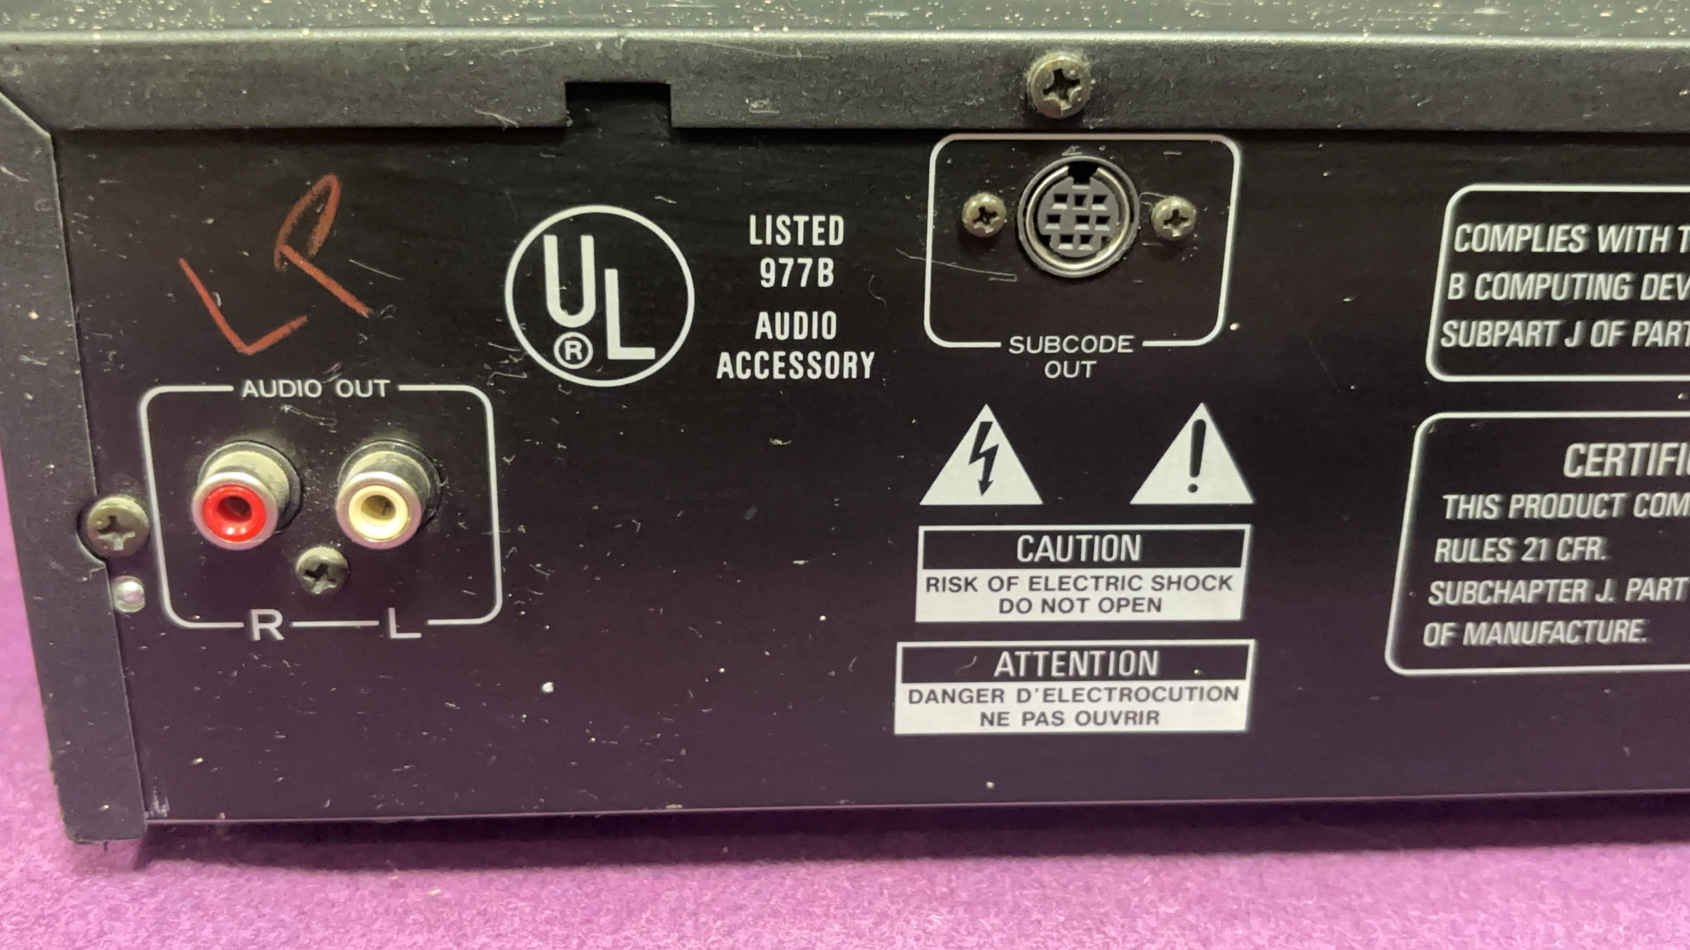 LR
UL
®
LISTED
977B
AUDIO
ACCESSORY
SUBCODE
OUT
AUDIO OUT
R L
CAUTION
RISK OF ELECTRIC SHOCK
DO NOT OPEN
ATTENTION
DANGER D'ELECTROCUTION
NE PAS OUVRIR
COMPLIES WITH
B COMPUTING
SUBPART J OF PART
THIS PRODUCT
RULES 21 CFR.
SUBCHAPTER J. PART
OF MANUFACTURE.